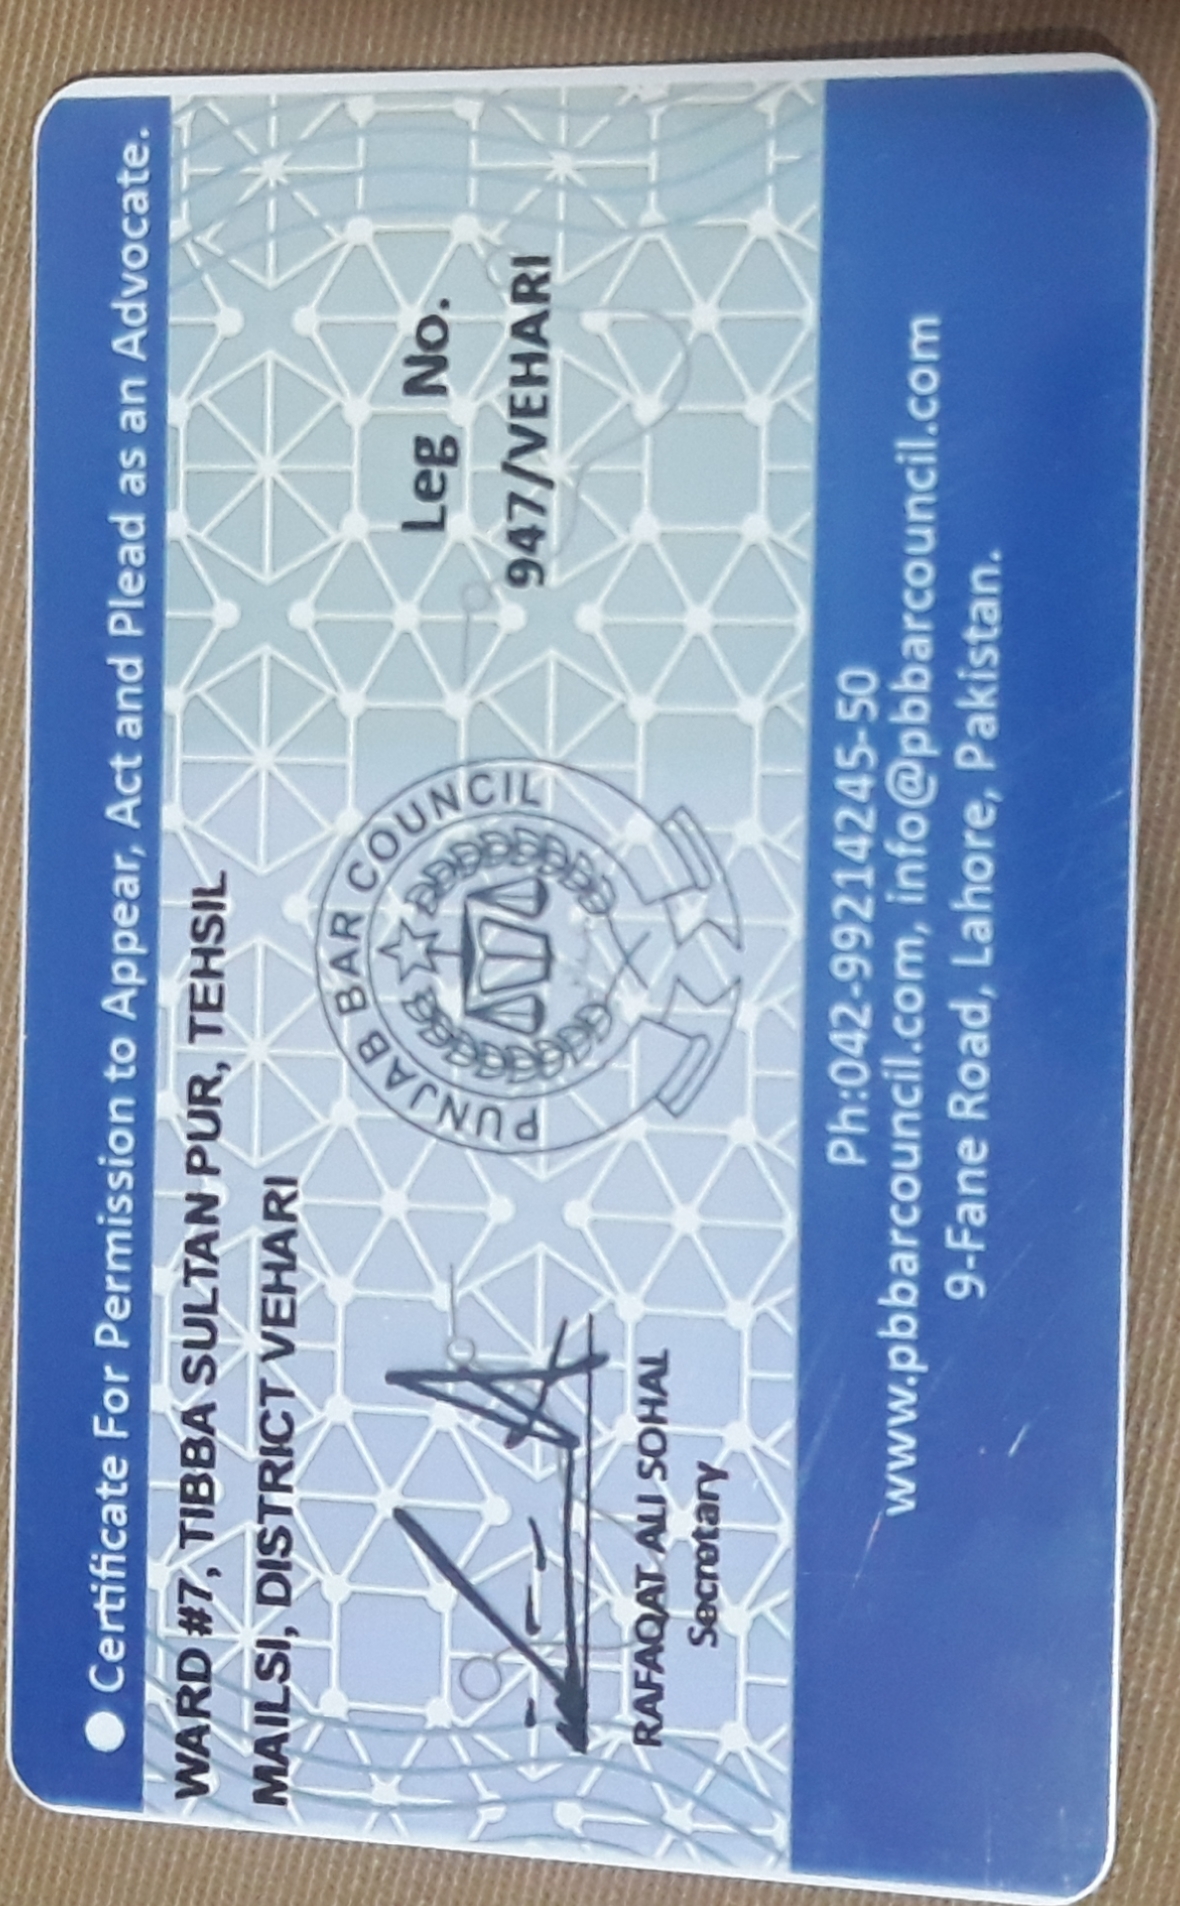 ● Certificate For Permission to Appear, Act and Plead as an Advocate.
WARD #7, TIBBA SULTAN PUR, TEHSIL
MAILSI, DISTRICT VEHARI
PUNJAB BAR COUNCIL
Leg No.
947/VEHARI
RAFAQAT ALI SOHAL
Secretary
Ph:042-99214245-50
www.pbbarcouncil.com, info@pbbarcouncil.com
9-Fane Road, Lahore, Pakistan.